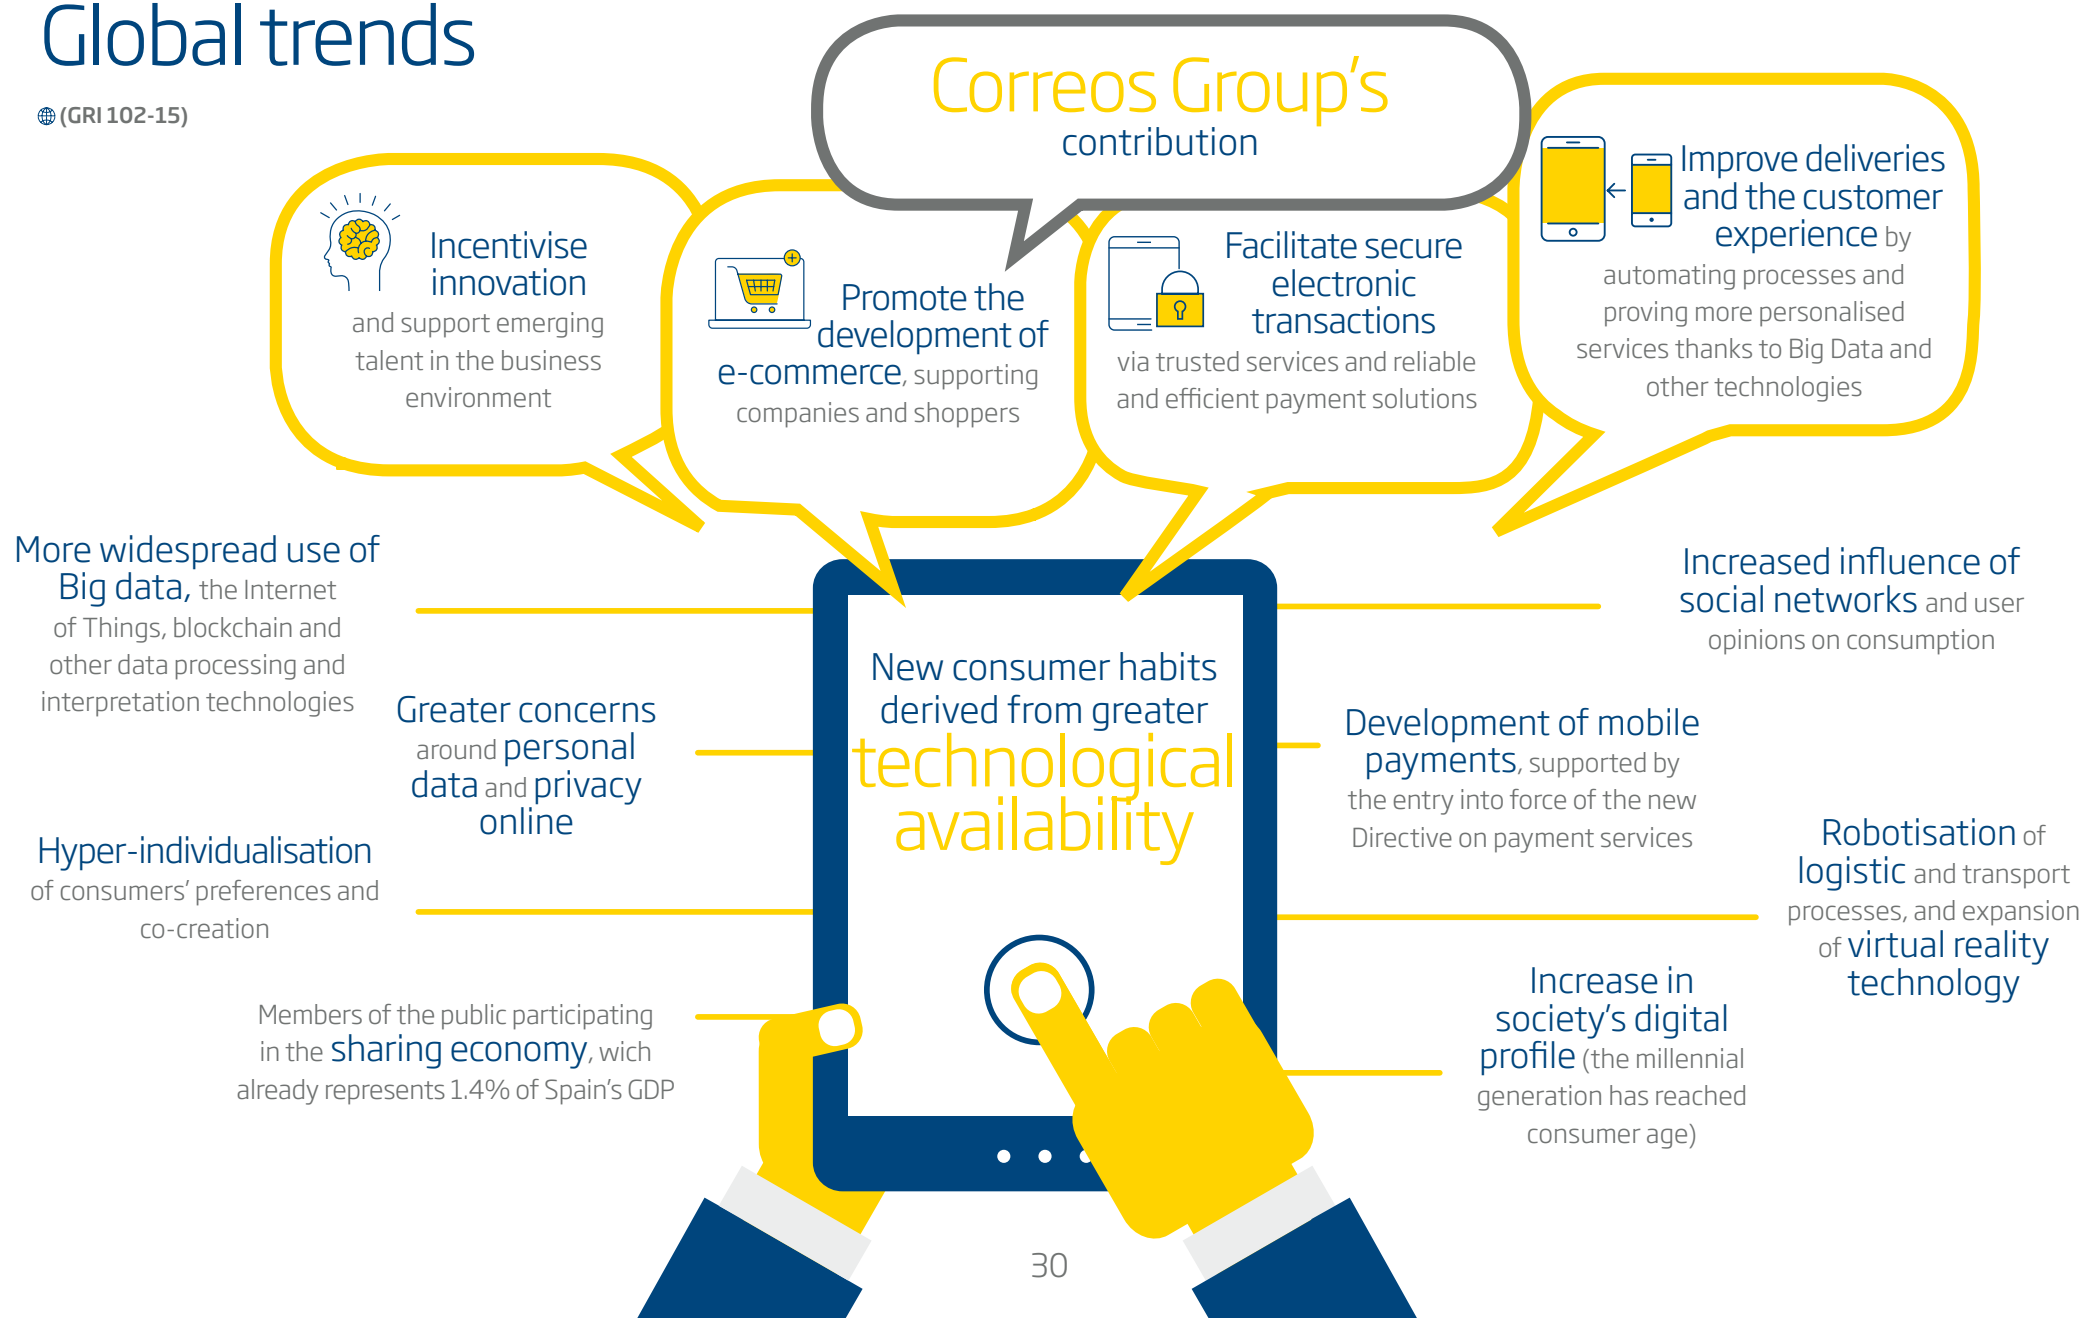 Global trends
(GRI 102-15)
Correos Group's
contribution
Incentivise
innovation
and support emerging
talent in the business
environment
Promote the
development of
e-commerce, supporting
companies and shoppers
Facilitate secure
electronic
transactions
via trusted services and reliable
and efficient payment solutions
Improve deliveries
and the customer
experience by
automating processes and
proving more personalised
services thanks to Big Data and
other technologies
More widespread use of
Big data, the Internet
of Things, blockchain and
other data processing and
interpretation technologies
Greater concerns
around personal
data and privacy
online
Hyper-individualisation
of consumers' preferences and
co-creation
Members of the public participating
in the sharing economy, wich
already represents 1.4% of Spain's GDP
New consumer habits
derived from greater
technological
availability
Increased influence of
social networks and user
opinions on consumption
Development of mobile
payments, supported by
the entry into force of the new
Directive on payment services
Robotisation of
logistic and transport
processes, and expansion
of virtual reality
technology
Increase in
society's digital
profile (the millennial
generation has reached
consumer age)
30